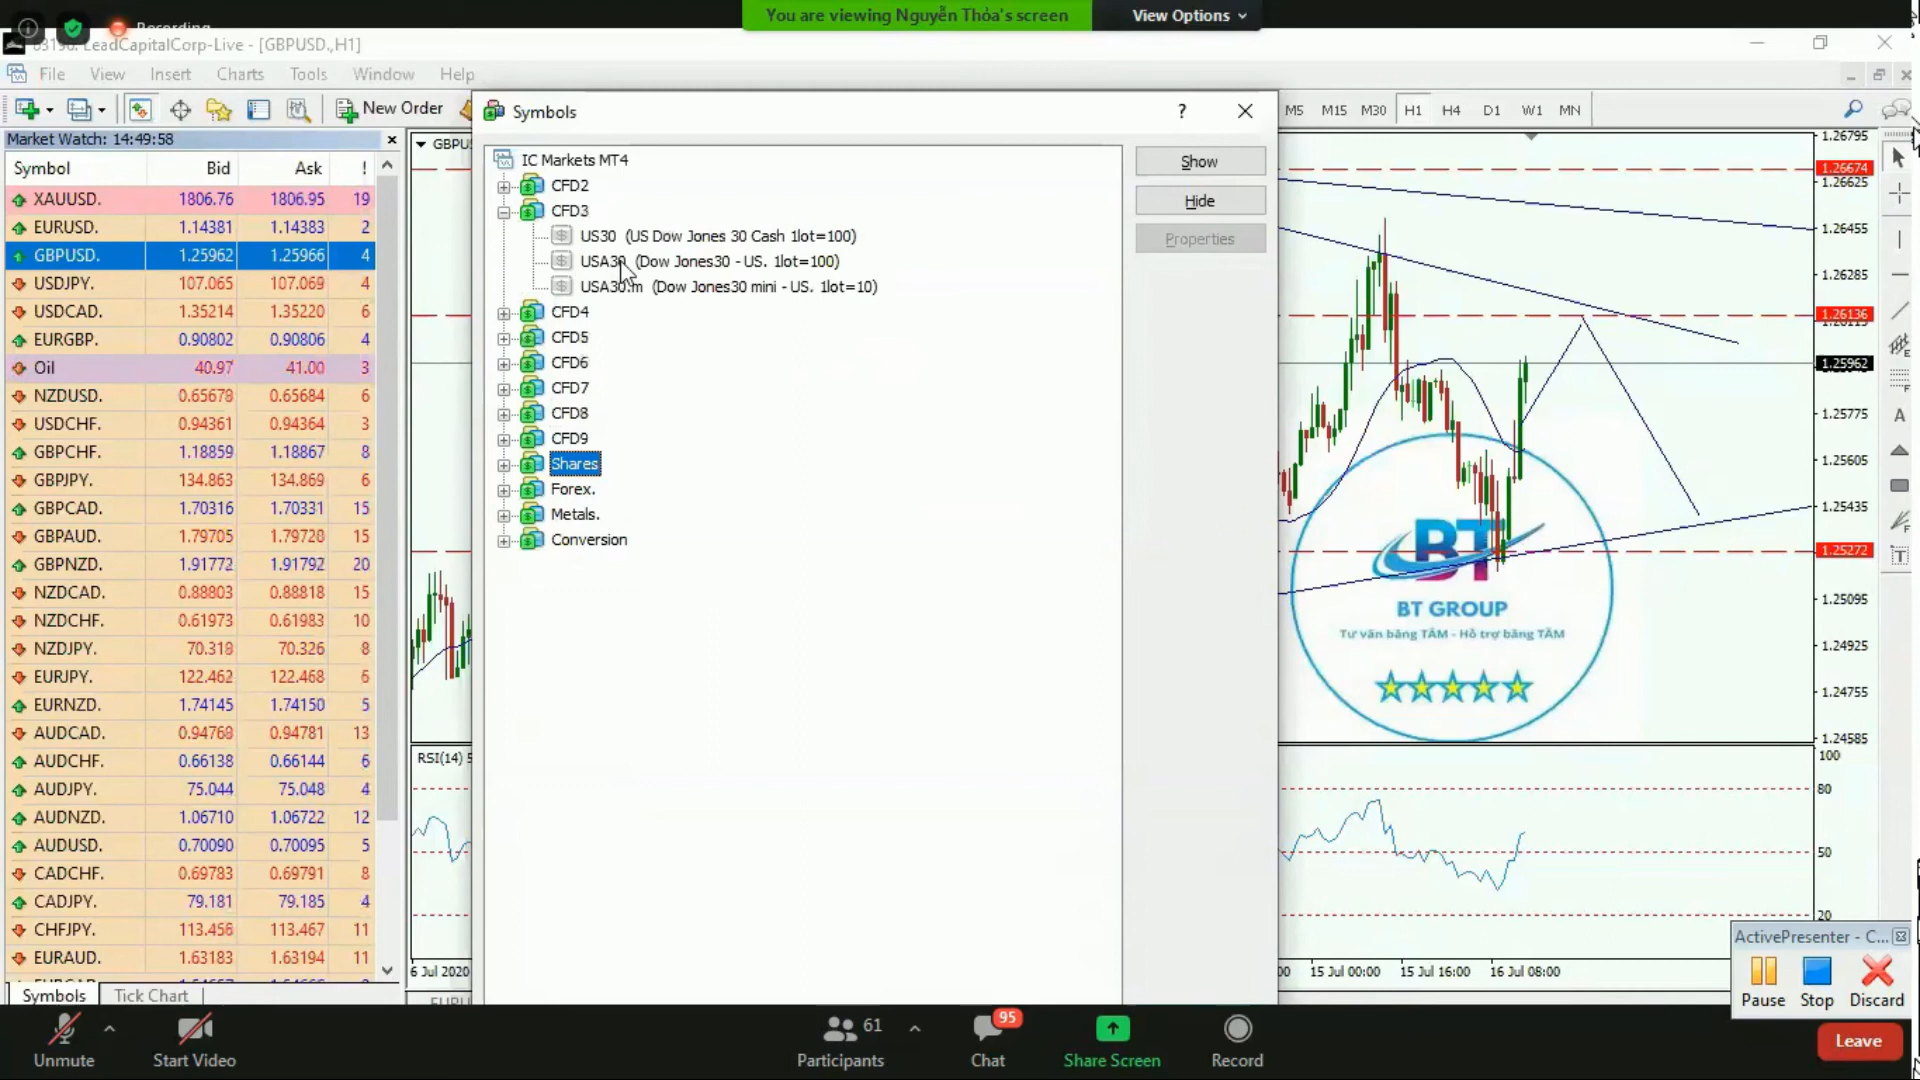 You are viewing Nguyễn Thỏa's screen
View Options
Recording
LeadCapitalCorp-Live - [GBPUSD.,H1]
File View Insert Charts Tools Window Help
New Order
M5 M15 M30 H1 H4 D1 W1 MN
Market Watch: 14:49:58
Symbol Bid Ask !
XAUUSD. 1806.76 1806.95 19
EURUSD. 1.14381 1.14383 2
GBPUSD. 1.25962 1.25966 4
USDJPY. 107.065 107.069 4
USDCAD. 1.35214 1.35220 6
EURGBP. 0.90802 0.90806 4
Oil 40.97 41.00 3
NZDUSD. 0.65678 0.65684 6
USDCHF. 0.94361 0.94364 3
GBPCHF. 1.18859 1.18867 8
GBPJPY. 134.863 134.869 6
GBPCAD. 1.70316 1.70331 15
GBPAUD. 1.79705 1.79720 15
GBPNZD. 1.91772 1.91792 20
NZDCAD. 0.88803 0.88818 15
NZDCHF. 0.61973 0.61983 10
NZDJPY. 70.318 70.326 8
EURJPY. 122.462 122.468 6
EURNZD. 1.74145 1.74150 5
AUDCAD. 0.94768 0.94781 13
AUDCHF. 0.66138 0.66144 6
AUDJPY. 75.044 75.048 4
AUDNZD. 1.06710 1.06722 12
AUDUSD. 0.70090 0.70095 5
CADCHF. 0.69783 0.69791 8
CADJPY. 79.181 79.185 4
CHFJPY. 113.456 113.467 11
EURAUD. 1.63183 1.63194 11
Symbols Tick Chart
Symbols
?
IC Markets MT4
CFD2
CFD3
US30 (US Dow Jones 30 Cash 1lot=100)
USA30 (Dow Jones30 - US. 1lot=100)
USA30.m (Dow Jones30 mini - US. 1lot=10)
CFD4
CFD5
CFD6
CFD7
CFD8
CFD9
Shares
Forex.
Metals.
Conversion
Show
Hide
Properties
GBPU
RSI(14)
6 Jul 2020
1.26795
1.26674
1.26625
1.26455
1.26285
1.26136
1.25962
1.25775
1.25605
1.25435
1.25272
1.25095
1.24925
1.24755
1.24585
100
80
50
20
BT
BT GROUP
Tư vấn bằng TÂM - Hỗ trợ bằng TÂM
15 Jul 00:00 15 Jul 16:00 16 Jul 08:00
ActivePresenter - C...
Pause Stop Discard
Unmute
Start Video
61
Participants
95
Chat
Share Screen
Record
Leave